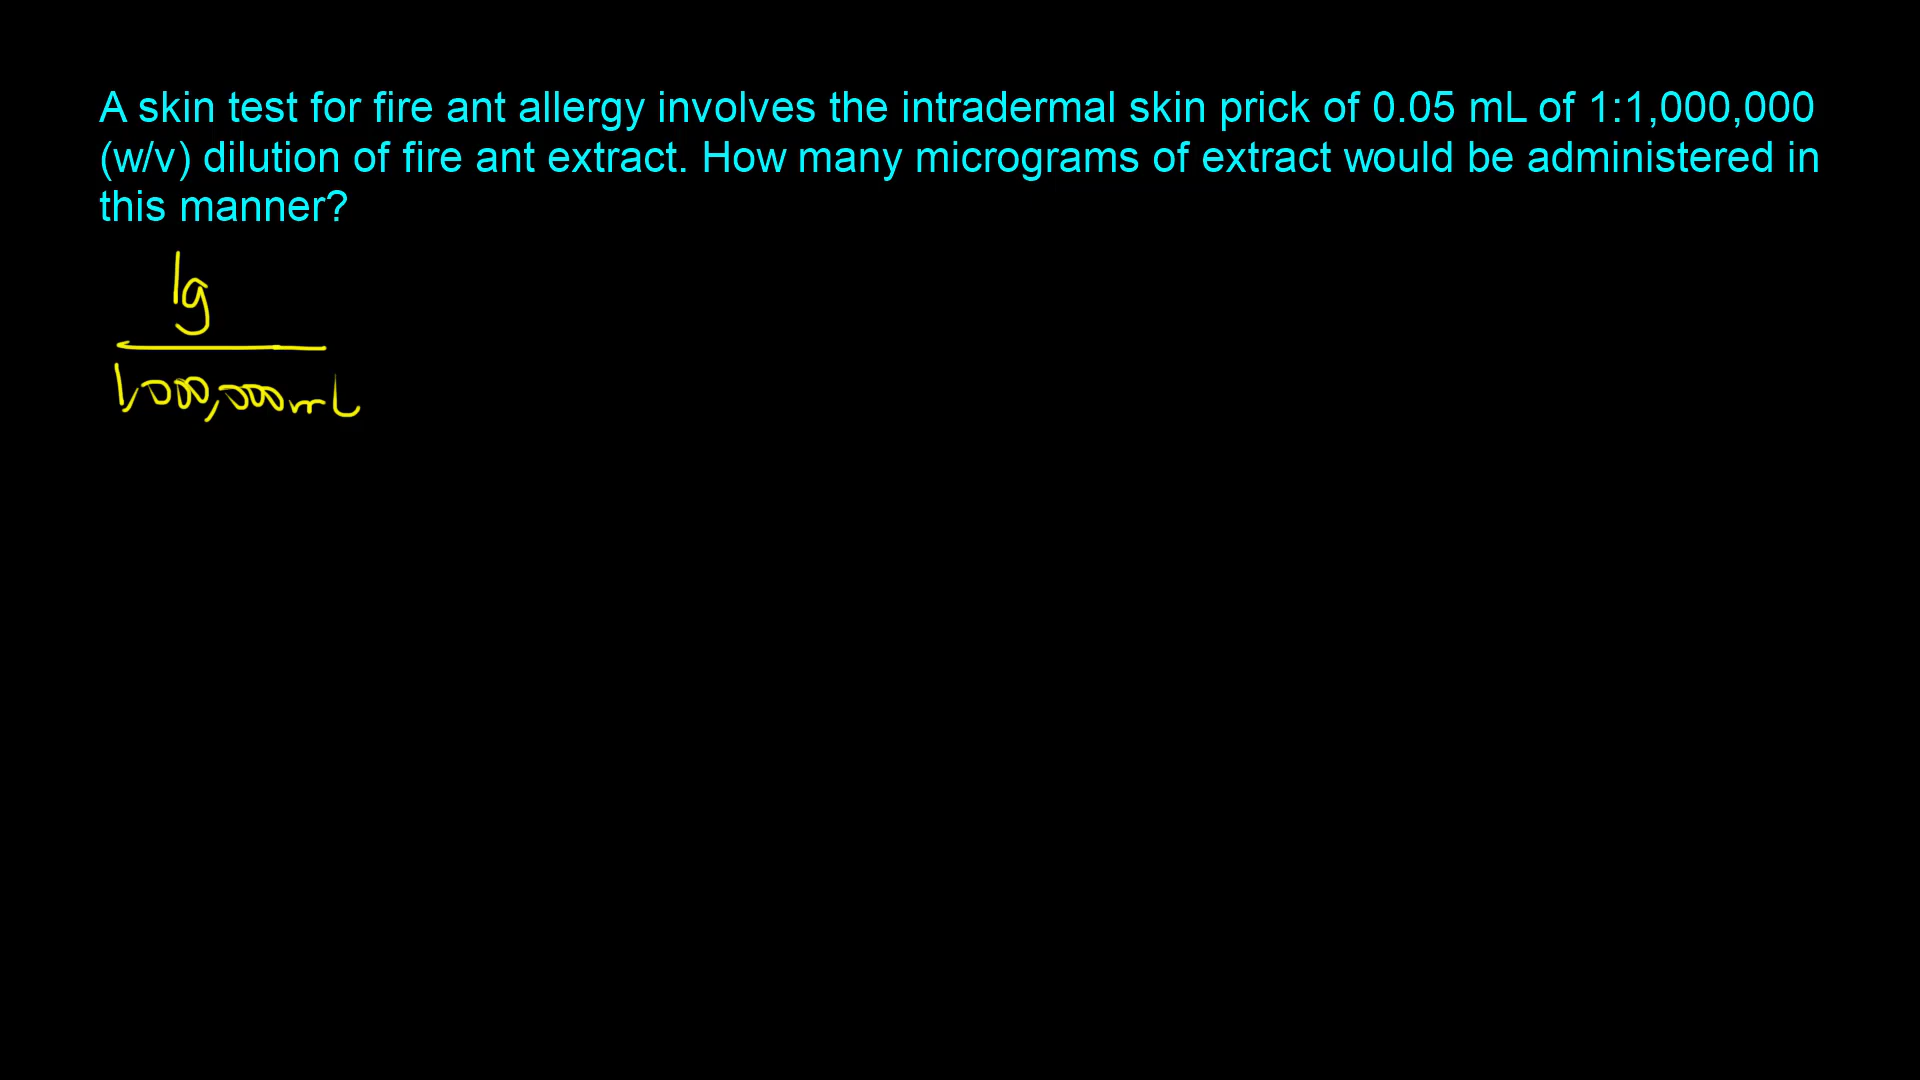 A skin test for fire ant allergy involves the intradermal skin prick of 0.05 mL of 1:1,000,000
(w/v) dilution of fire ant extract. How many micrograms of extract would be administered in
this manner?
1g
1,000,000mL